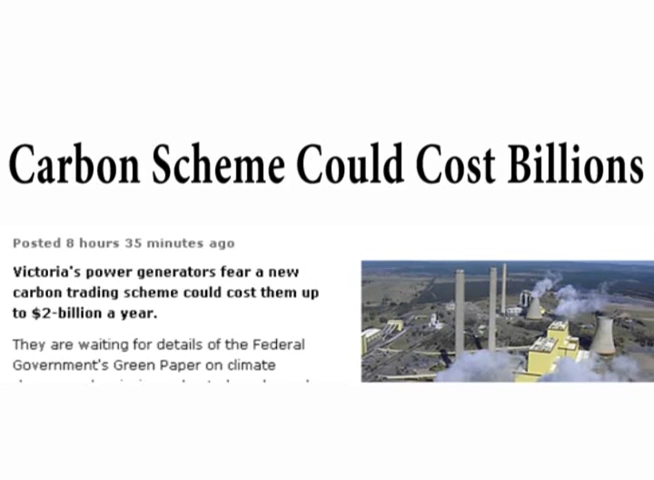 Carbon Scheme Could Cost Billions
Posted 8 hours 35 minutes ago
Victoria's power generators fear a new
carbon trading scheme could cost them up
to $2-billion a year.
They are waiting for details of the Federal
Government's Green Paper on climate